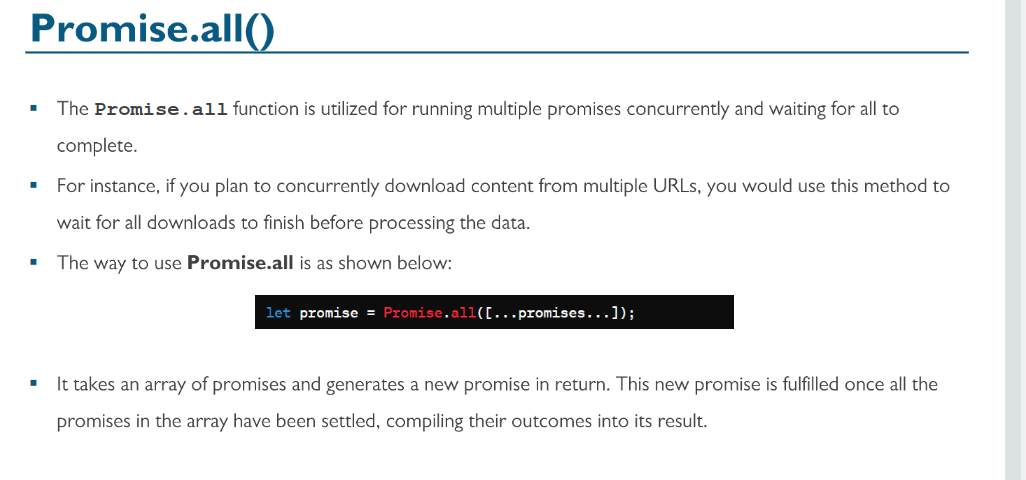 Promise.all()
▪ The Promise.all function is utilized for running multiple promises concurrently and waiting for all to
complete.
▪ For instance, if you plan to concurrently download content from multiple URLs, you would use this method to
wait for all downloads to finish before processing the data.
▪ The way to use Promise.all is as shown below:
let promise = Promise.all([...promises...]);
▪ It takes an array of promises and generates a new promise in return. This new promise is fulfilled once all the
promises in the array have been settled, compiling their outcomes into its result.